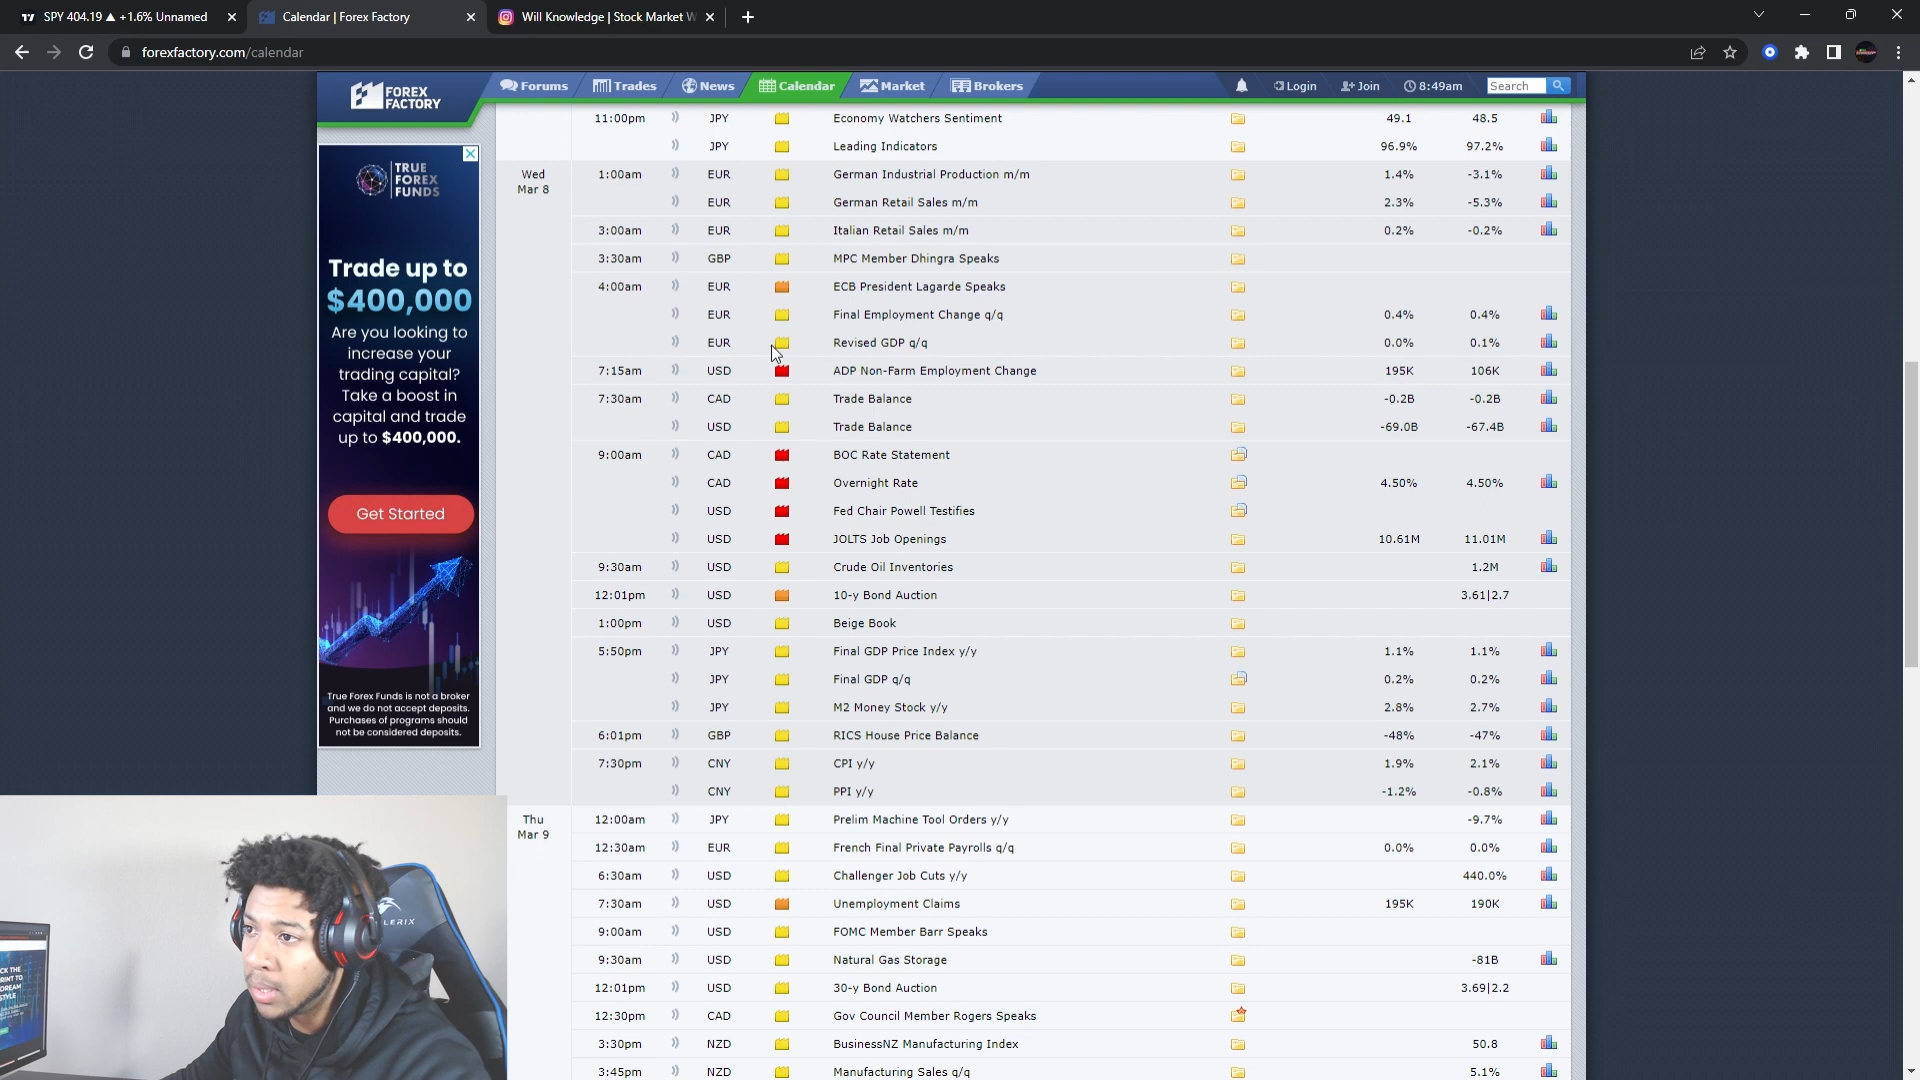 SPY 404.19 ▲ +1.6% Unnamed
Calendar | Forex Factory
Will Knowledge | Stock Market W
forexfactory.com/calendar
FOREX FACTORY
Forums Trades News Calendar Market Brokers Login Join 8:49am Search
11:00pm JPY Economy Watchers Sentiment 49.1 48.5
JPY Leading Indicators 96.9% 97.2%
Wed Mar 8 1:00am EUR German Industrial Production m/m 1.4% -3.1%
EUR German Retail Sales m/m 2.3% -5.3%
3:00am EUR Italian Retail Sales m/m 0.2% -0.2%
3:30am GBP MPC Member Dhingra Speaks
4:00am EUR ECB President Lagarde Speaks
EUR Final Employment Change q/q 0.4% 0.4%
EUR Revised GDP q/q 0.0% 0.1%
7:15am USD ADP Non-Farm Employment Change 195K 106K
7:30am CAD Trade Balance -0.2B -0.2B
USD Trade Balance -69.0B -67.4B
9:00am CAD BOC Rate Statement
CAD Overnight Rate 4.50% 4.50%
USD Fed Chair Powell Testifies
USD JOLTS Job Openings 10.61M 11.01M
9:30am USD Crude Oil Inventories 1.2M
12:01pm USD 10-y Bond Auction 3.61|2.7
1:00pm USD Beige Book
5:50pm JPY Final GDP Price Index y/y 1.1% 1.1%
JPY Final GDP q/q 0.2% 0.2%
JPY M2 Money Stock y/y 2.8% 2.7%
6:01pm GBP RICS House Price Balance -48% -47%
7:30pm CNY CPI y/y 1.9% 2.1%
CNY PPI y/y -1.2% -0.8%
Thu Mar 9 12:00am JPY Prelim Machine Tool Orders y/y -9.7%
12:30am EUR French Final Private Payrolls q/q 0.0% 0.0%
6:30am USD Challenger Job Cuts y/y 440.0%
7:30am USD Unemployment Claims 195K 190K
9:00am USD FOMC Member Barr Speaks
9:30am USD Natural Gas Storage -81B
12:01pm USD 30-y Bond Auction 3.69|2.2
12:30pm CAD Gov Council Member Rogers Speaks
3:30pm NZD BusinessNZ Manufacturing Index 50.8
3:45pm NZD Manufacturing Sales q/q 5.1%
TRUE
FOREX
FUNDS
Trade up to
$400,000
Are you looking to
increase your
trading capital?
Take a boost in
capital and trade
up to $400,000.
Get Started
True Forex Funds is not a broker
and we do not accept deposits.
Purchases of programs should
not be considered deposits.